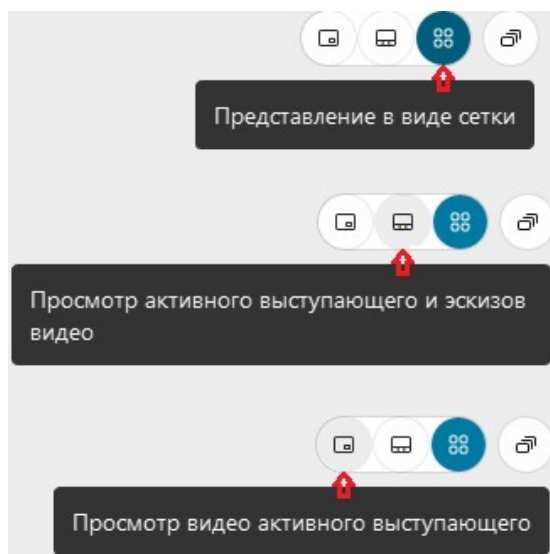 Представление в виде сетки
Просмотр активного выступающего и эскизов
видео
Просмотр видео активного выступающего